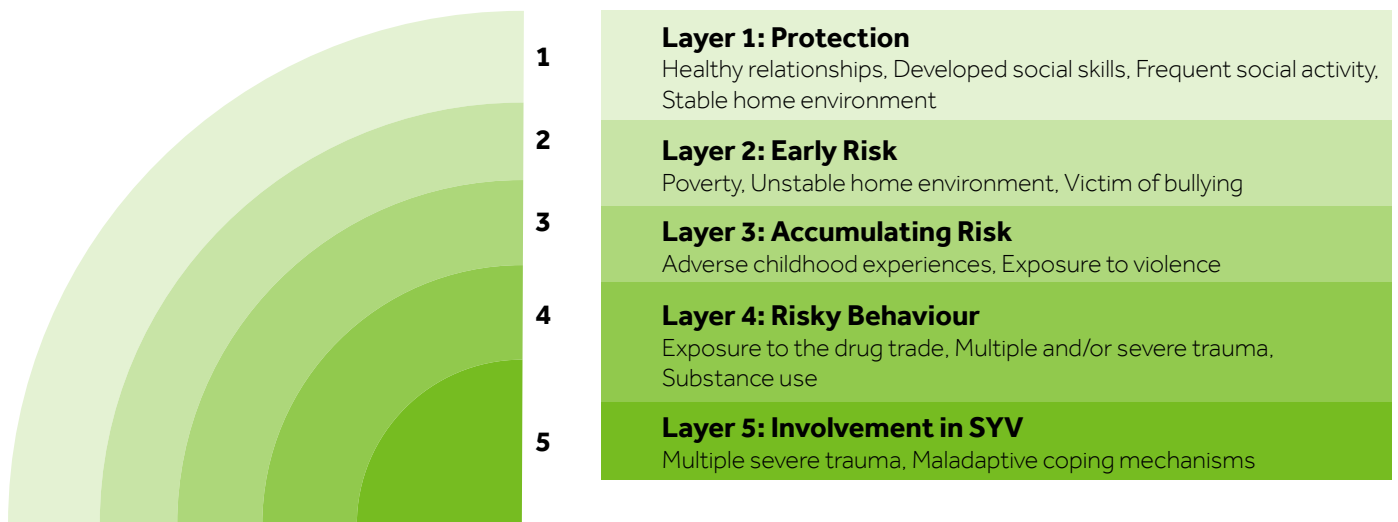 1
2
3
4
5
Layer 1: Protection
Healthy relationships, Developed social skills, Frequent social activity,
Stable home environment
Layer 2: Early Risk
Poverty, Unstable home environment, Victim of bullying
Layer 3: Accumulating Risk
Adverse childhood experiences, Exposure to violence
Layer 4: Risky Behaviour
Exposure to the drug trade, Multiple and/or severe trauma,
Substance use
Layer 5: Involvement in SYV
Multiple severe trauma, Maladaptive coping mechanisms